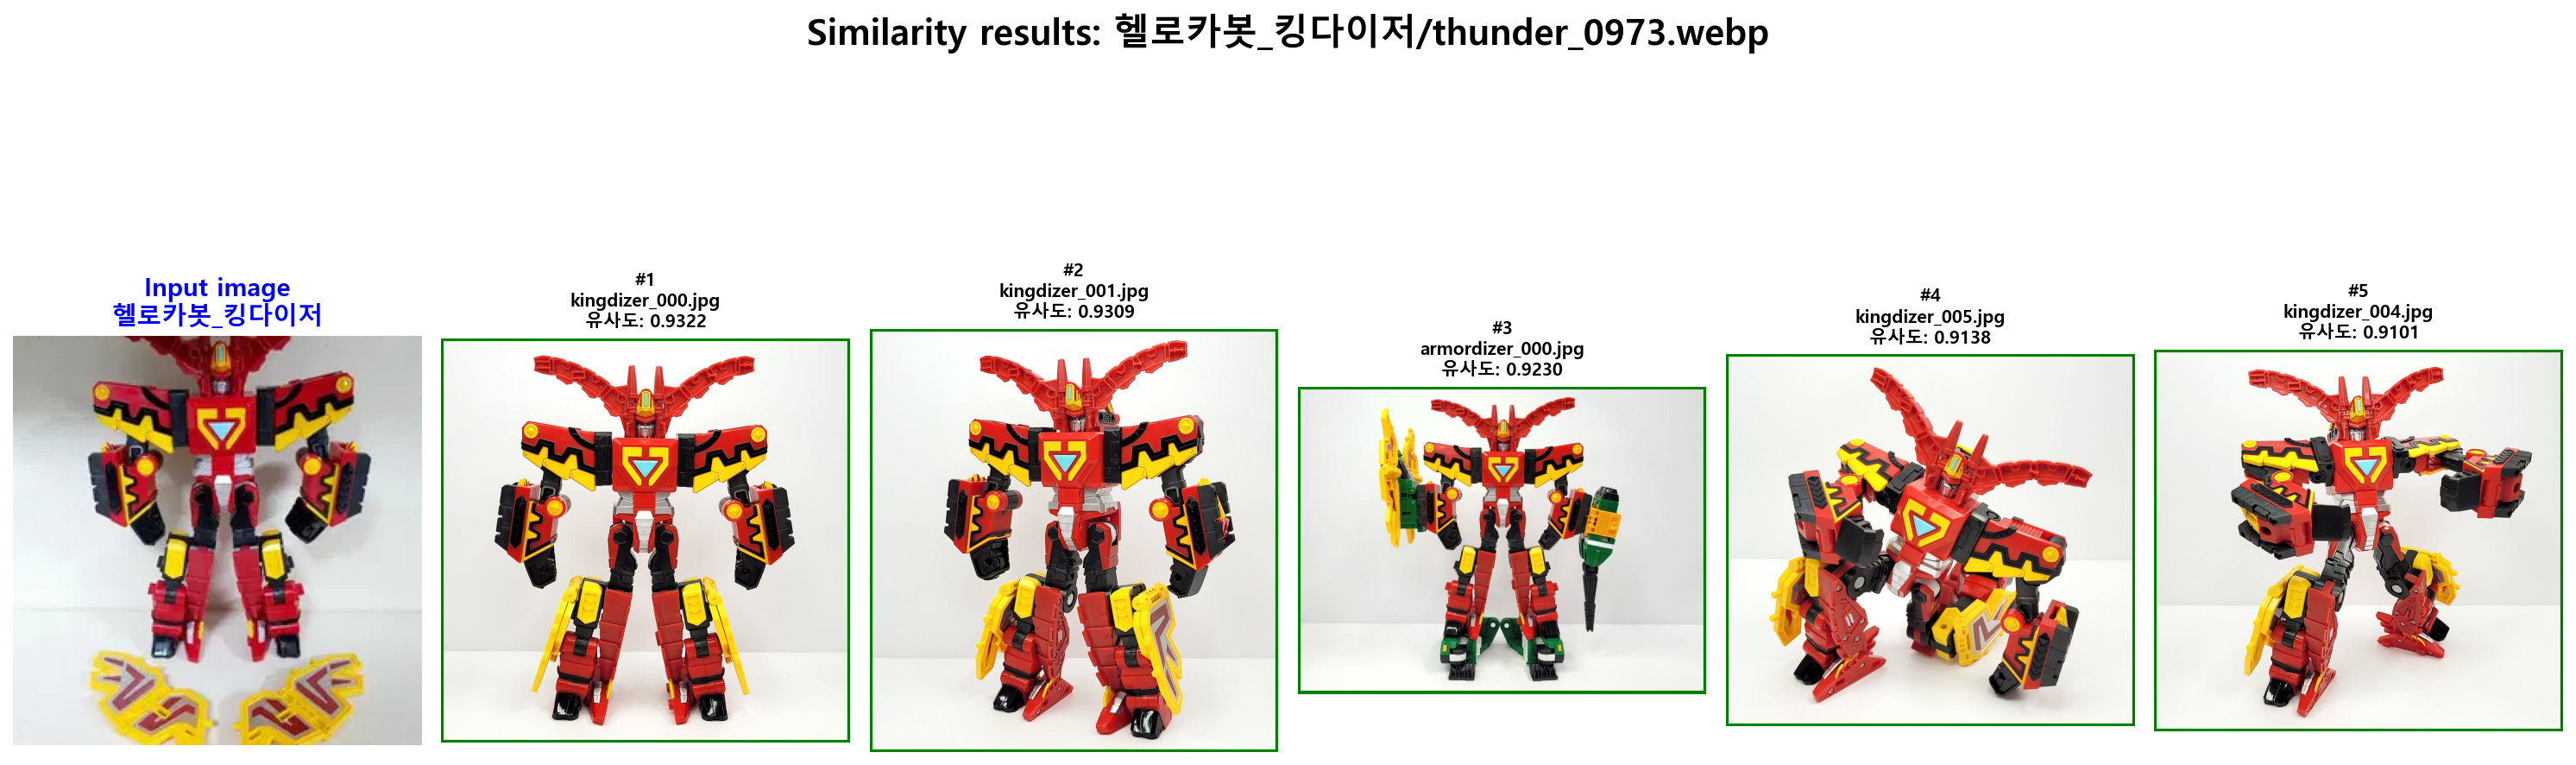 Similarity results: 헬로카봇_킹다이저/thunder_0973.webp
Input image
헬로카봇_킹다이저
#1
kingdizer_000.jpg
유사도: 0.9322
#2
kingdizer_001.jpg
유사도: 0.9309
#3
armordizer_000.jpg
유사도: 0.9230
#4
kingdizer_005.jpg
유사도: 0.9138
#5
kingdizer_004.jpg
유사도: 0.9101